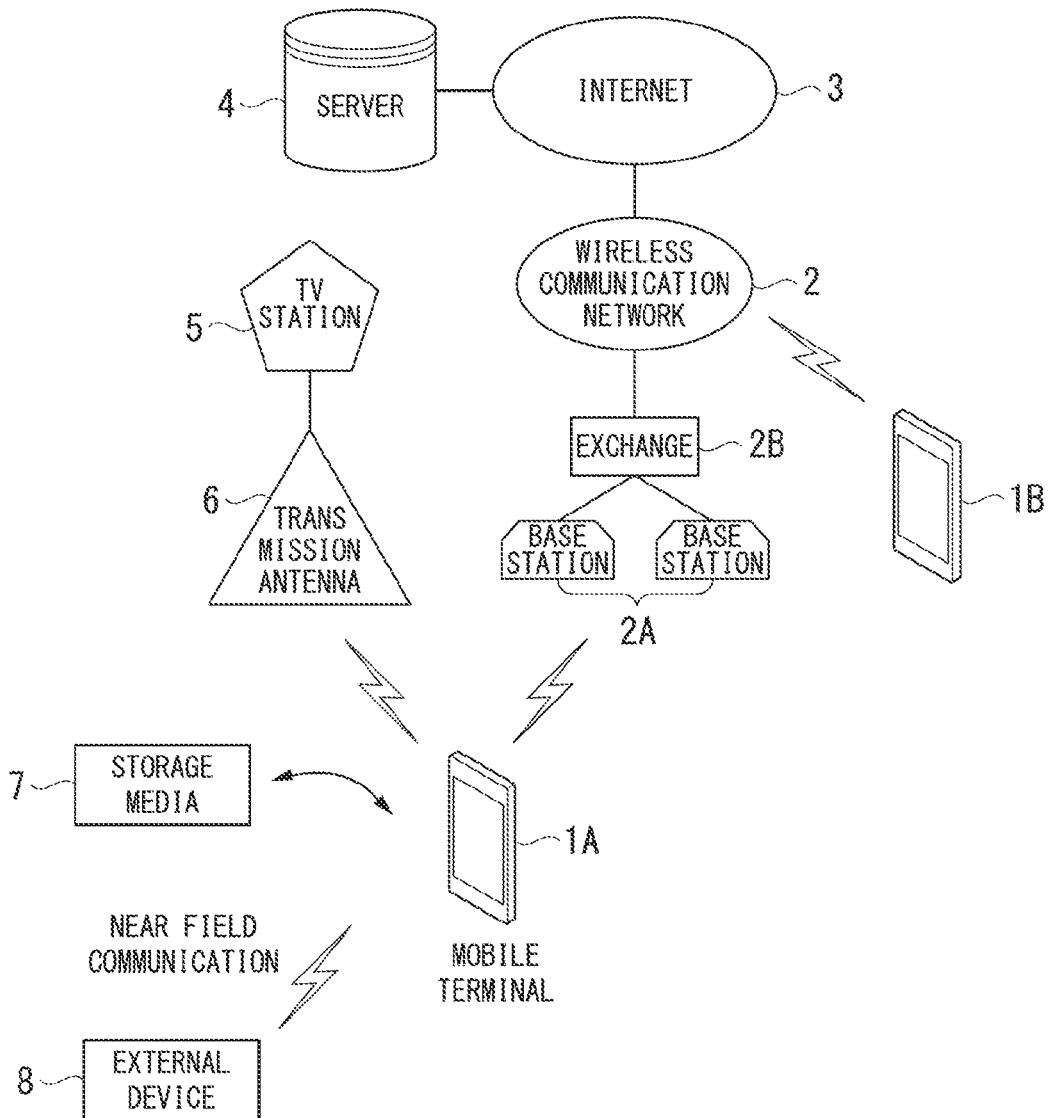 4
SERVER
INTERNET
3
TV
STATION
5
WIRELESS
COMMUNICATION
NETWORK
2
EXCHANGE
2B
1B
6
TRANS
MISSION
ANTENNA
BASE
STATION
BASE
STATION
2A
7
STORAGE
MEDIA
1A
NEAR FIELD
COMMUNICATION
MOBILE
TERMINAL
8
EXTERNAL
DEVICE